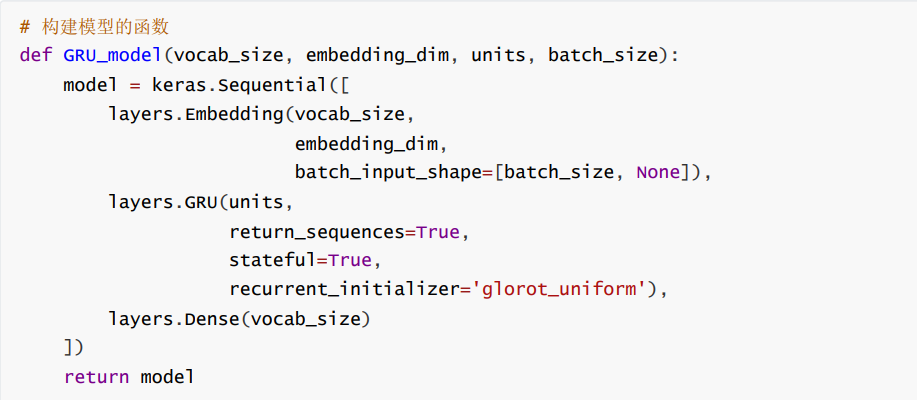 # 构建模型的函数
def GRU_model(vocab_size, embedding_dim, units, batch_size):
    model = keras.Sequential([
        layers.Embedding(vocab_size,
                         embedding_dim,
                         batch_input_shape=[batch_size, None]),
        layers.GRU(units,
                   return_sequences=True,
                   stateful=True,
                   recurrent_initializer='glorot_uniform'),
        layers.Dense(vocab_size)
    ])
    return model